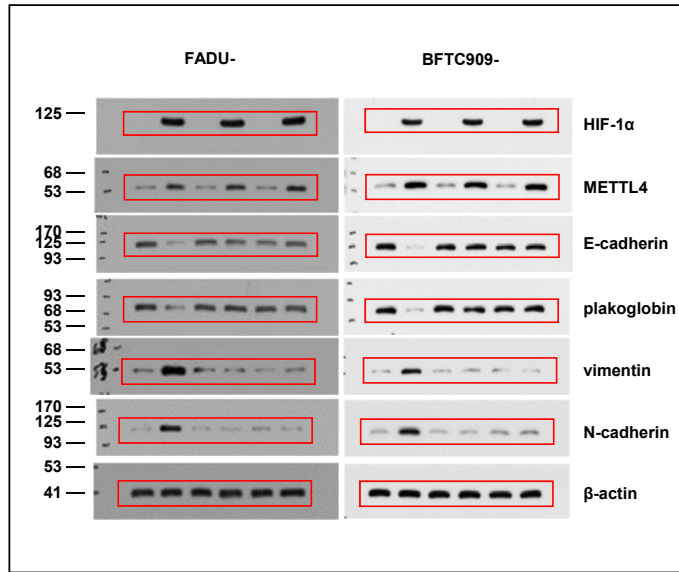 FADU-
BFTC909-
125
HIF-1α
68
53
METTL4
170
125
93
E-cadherin
93
68
53
plakoglobin
68
53
vimentin
170
125
93
N-cadherin
53
41
β-actin